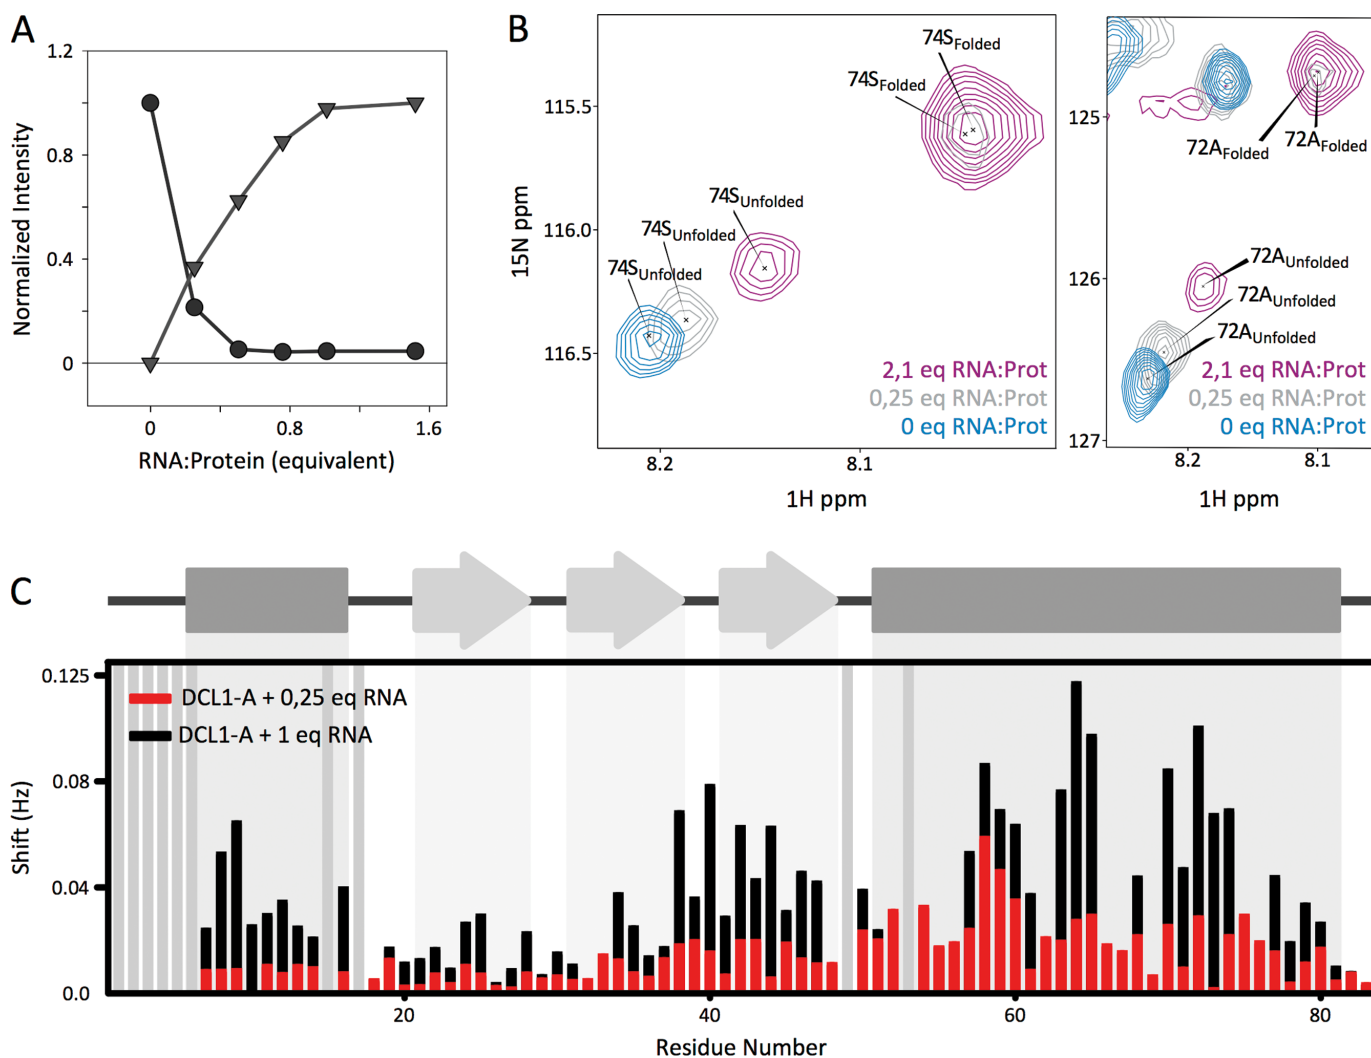 A
1.2
0.8
0.4
0
Normalized Intensity
0
0.8
1.6
RNA:Protein (equivalent)
B
15N ppm
115.5
116.0
116.5
74SFolded
74SFolded
74SUnfolded
74SUnfolded
74SUnfolded
2,1 eq RNA:Prot
0,25 eq RNA:Prot
0 eq RNA:Prot
8.2
8.1
1H ppm
125
126
127
72AFolded
72AFolded
72AUnfolded
72AUnfolded
72AUnfolded
2,1 eq RNA:Prot
0,25 eq RNA:Prot
0 eq RNA:Prot
8.2
8.1
1H ppm
C
0.125
0.08
0.04
0.0
Shift (Hz)
DCL1-A + 0,25 eq RNA
DCL1-A + 1 eq RNA
20
40
60
80
Residue Number